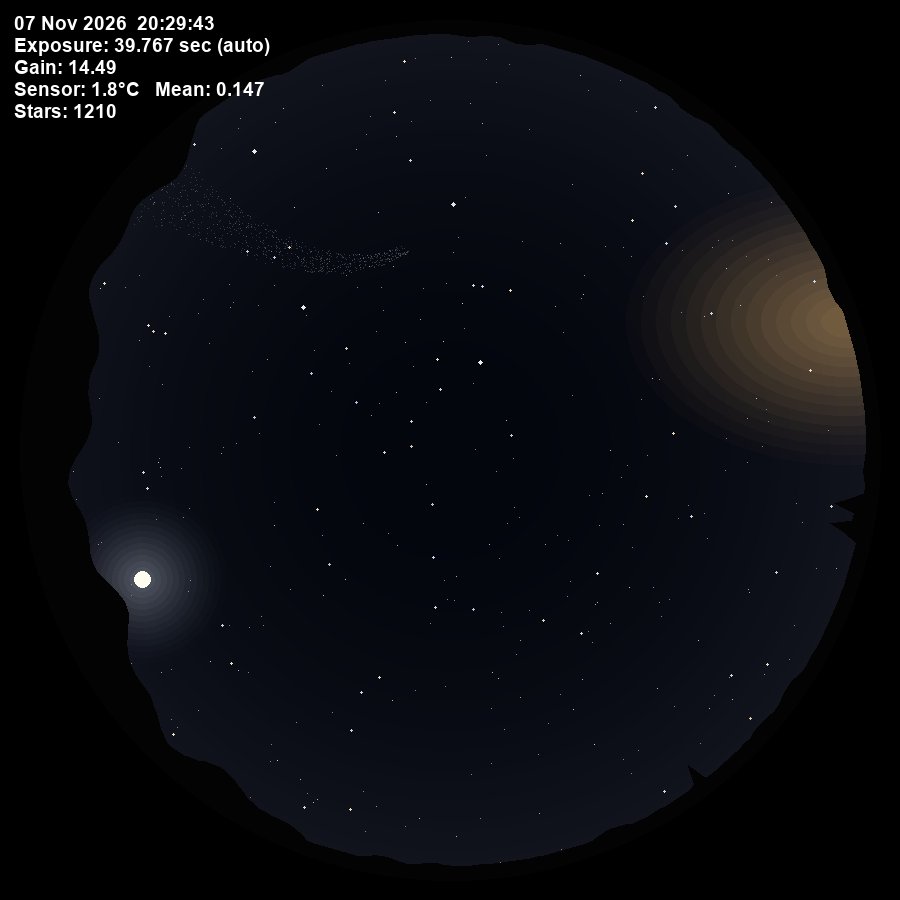 07 Nov 2026  20:29:43
Exposure: 39.767 sec (auto)
Gain: 14.49
Sensor: 1.8°C   Mean: 0.147
Stars: 1210